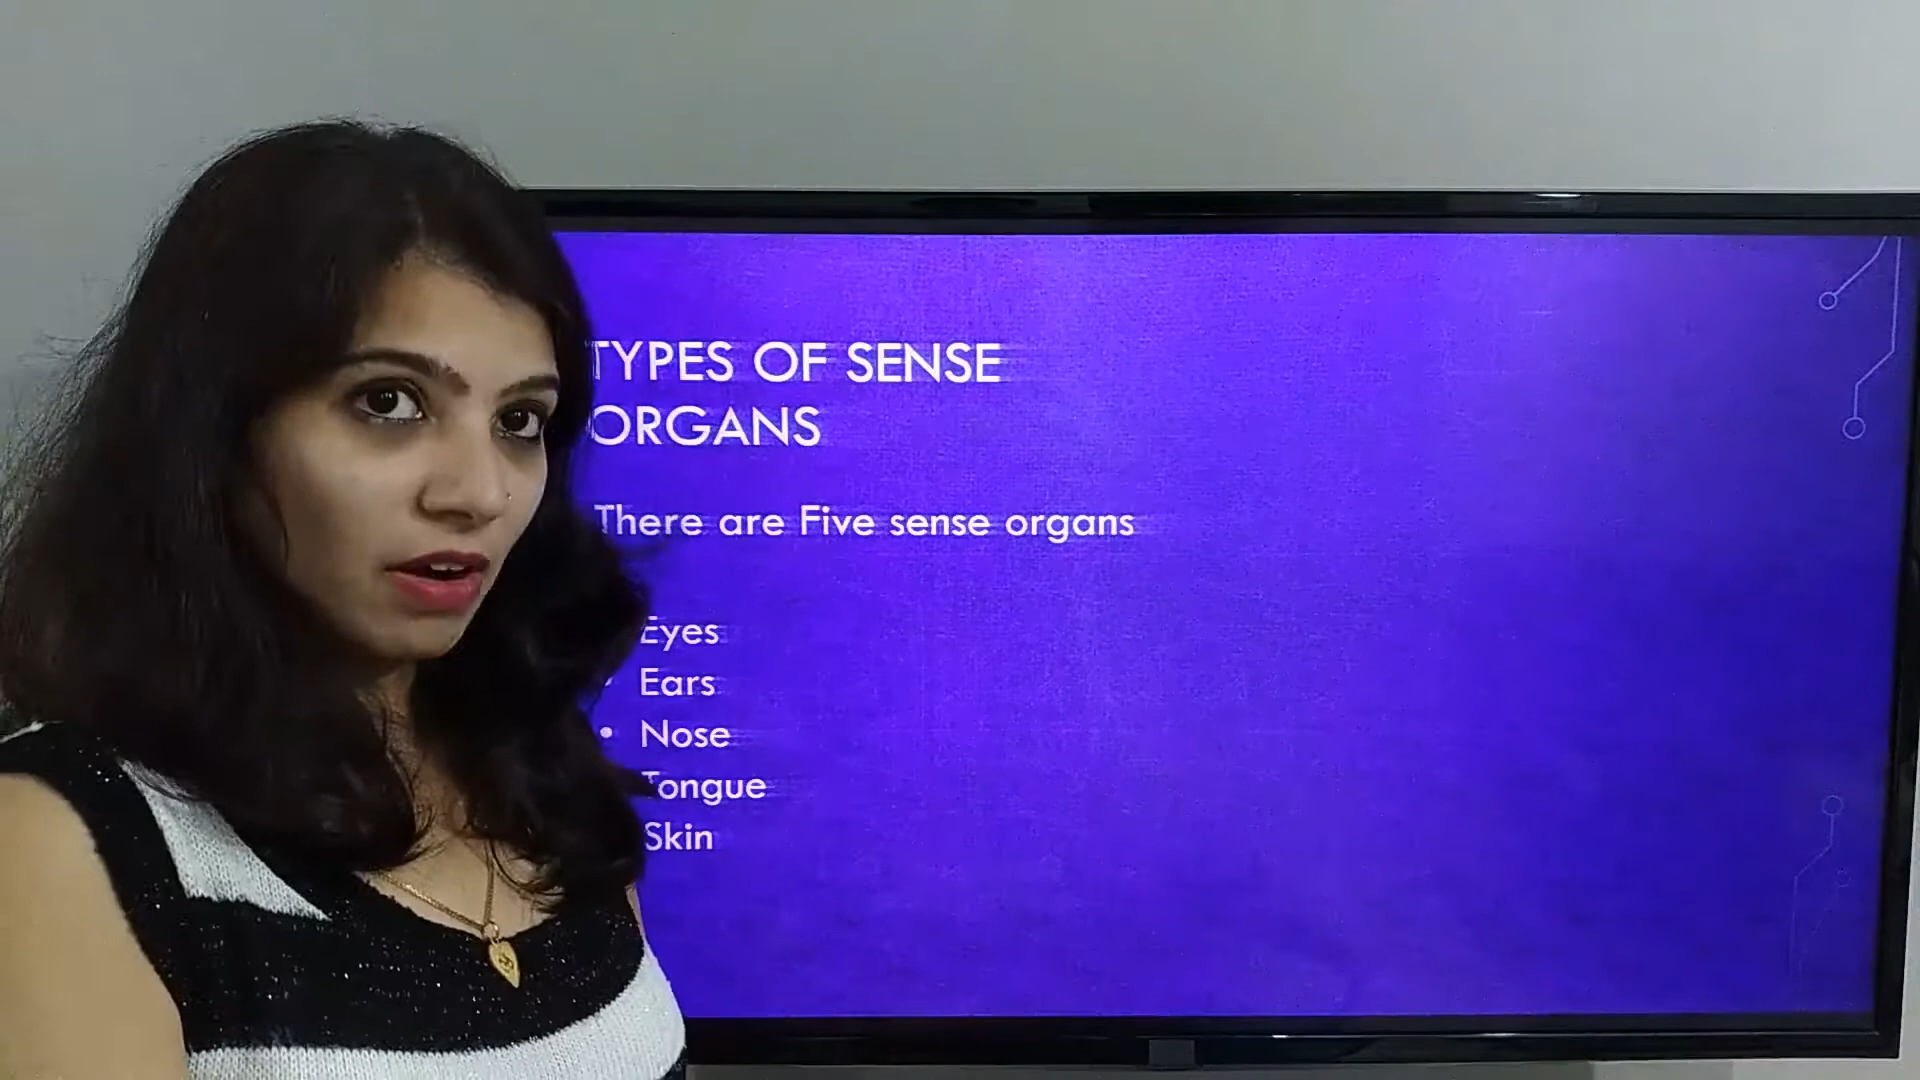 TYPES OF SENSE
ORGANS
There are Five sense organs
Eyes
• Ears
• Nose
Tongue
Skin